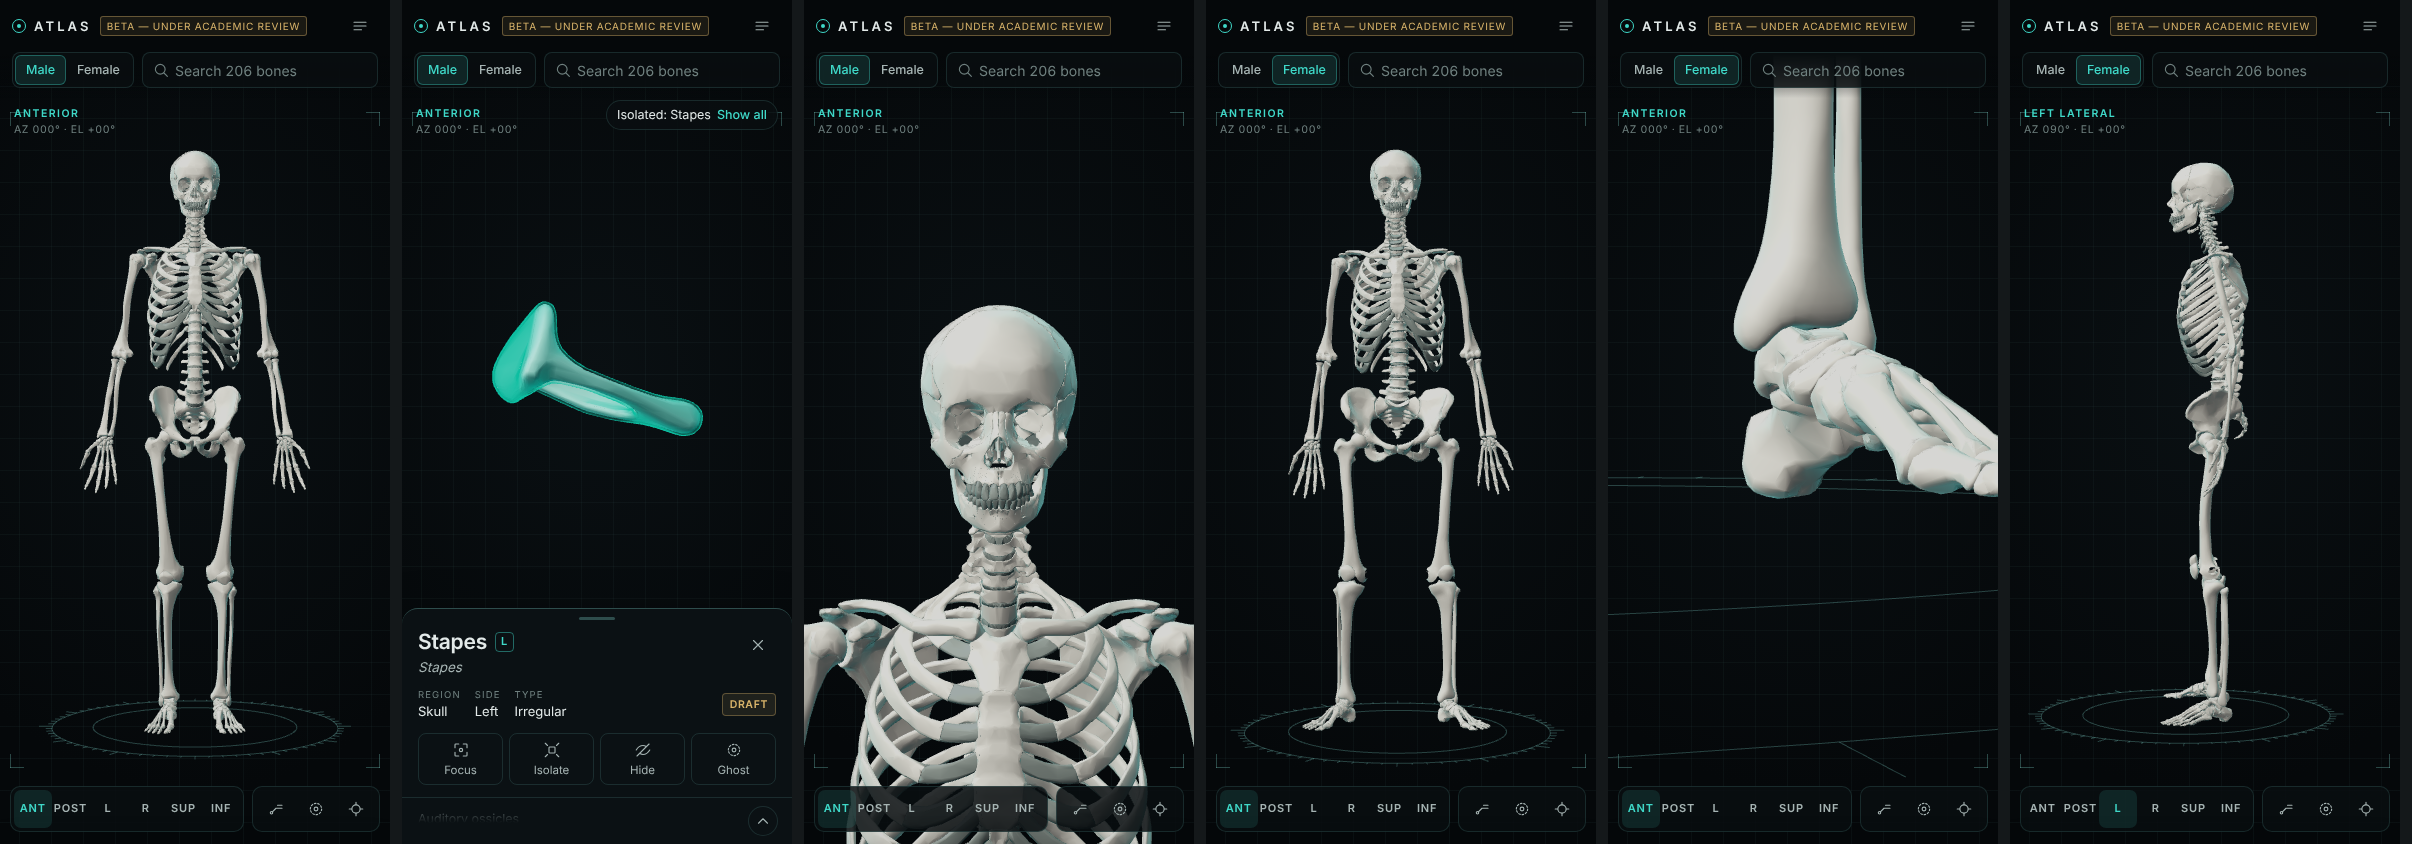 ATLAS BETA — UNDER ACADEMIC REVIEW
Male Female Search 206 bones
ANTERIOR
AZ 000° · EL +00°
ANT POST L R SUP INF
ATLAS BETA — UNDER ACADEMIC REVIEW
Male Female Search 206 bones
ANTERIOR
AZ 000° · EL +00°
Isolated: Stapes Show all
Stapes L
Stapes
REGION SIDE TYPE
Skull Left Irregular
DRAFT
Focus Isolate Hide Ghost
Auditory ossicles
ATLAS BETA — UNDER ACADEMIC REVIEW
Male Female Search 206 bones
ANTERIOR
AZ 000° · EL +00°
ANT POST L R SUP INF
ATLAS BETA — UNDER ACADEMIC REVIEW
Male Female Search 206 bones
ANTERIOR
AZ 000° · EL +00°
ANT POST L R SUP INF
ATLAS BETA — UNDER ACADEMIC REVIEW
Male Female Search 206 bones
ANTERIOR
AZ 000° · EL +00°
ANT POST L R SUP INF
ATLAS BETA — UNDER ACADEMIC REVIEW
Male Female Search 206 bones
LEFT LATERAL
AZ 090° · EL +00°
ANT POST L R SUP INF